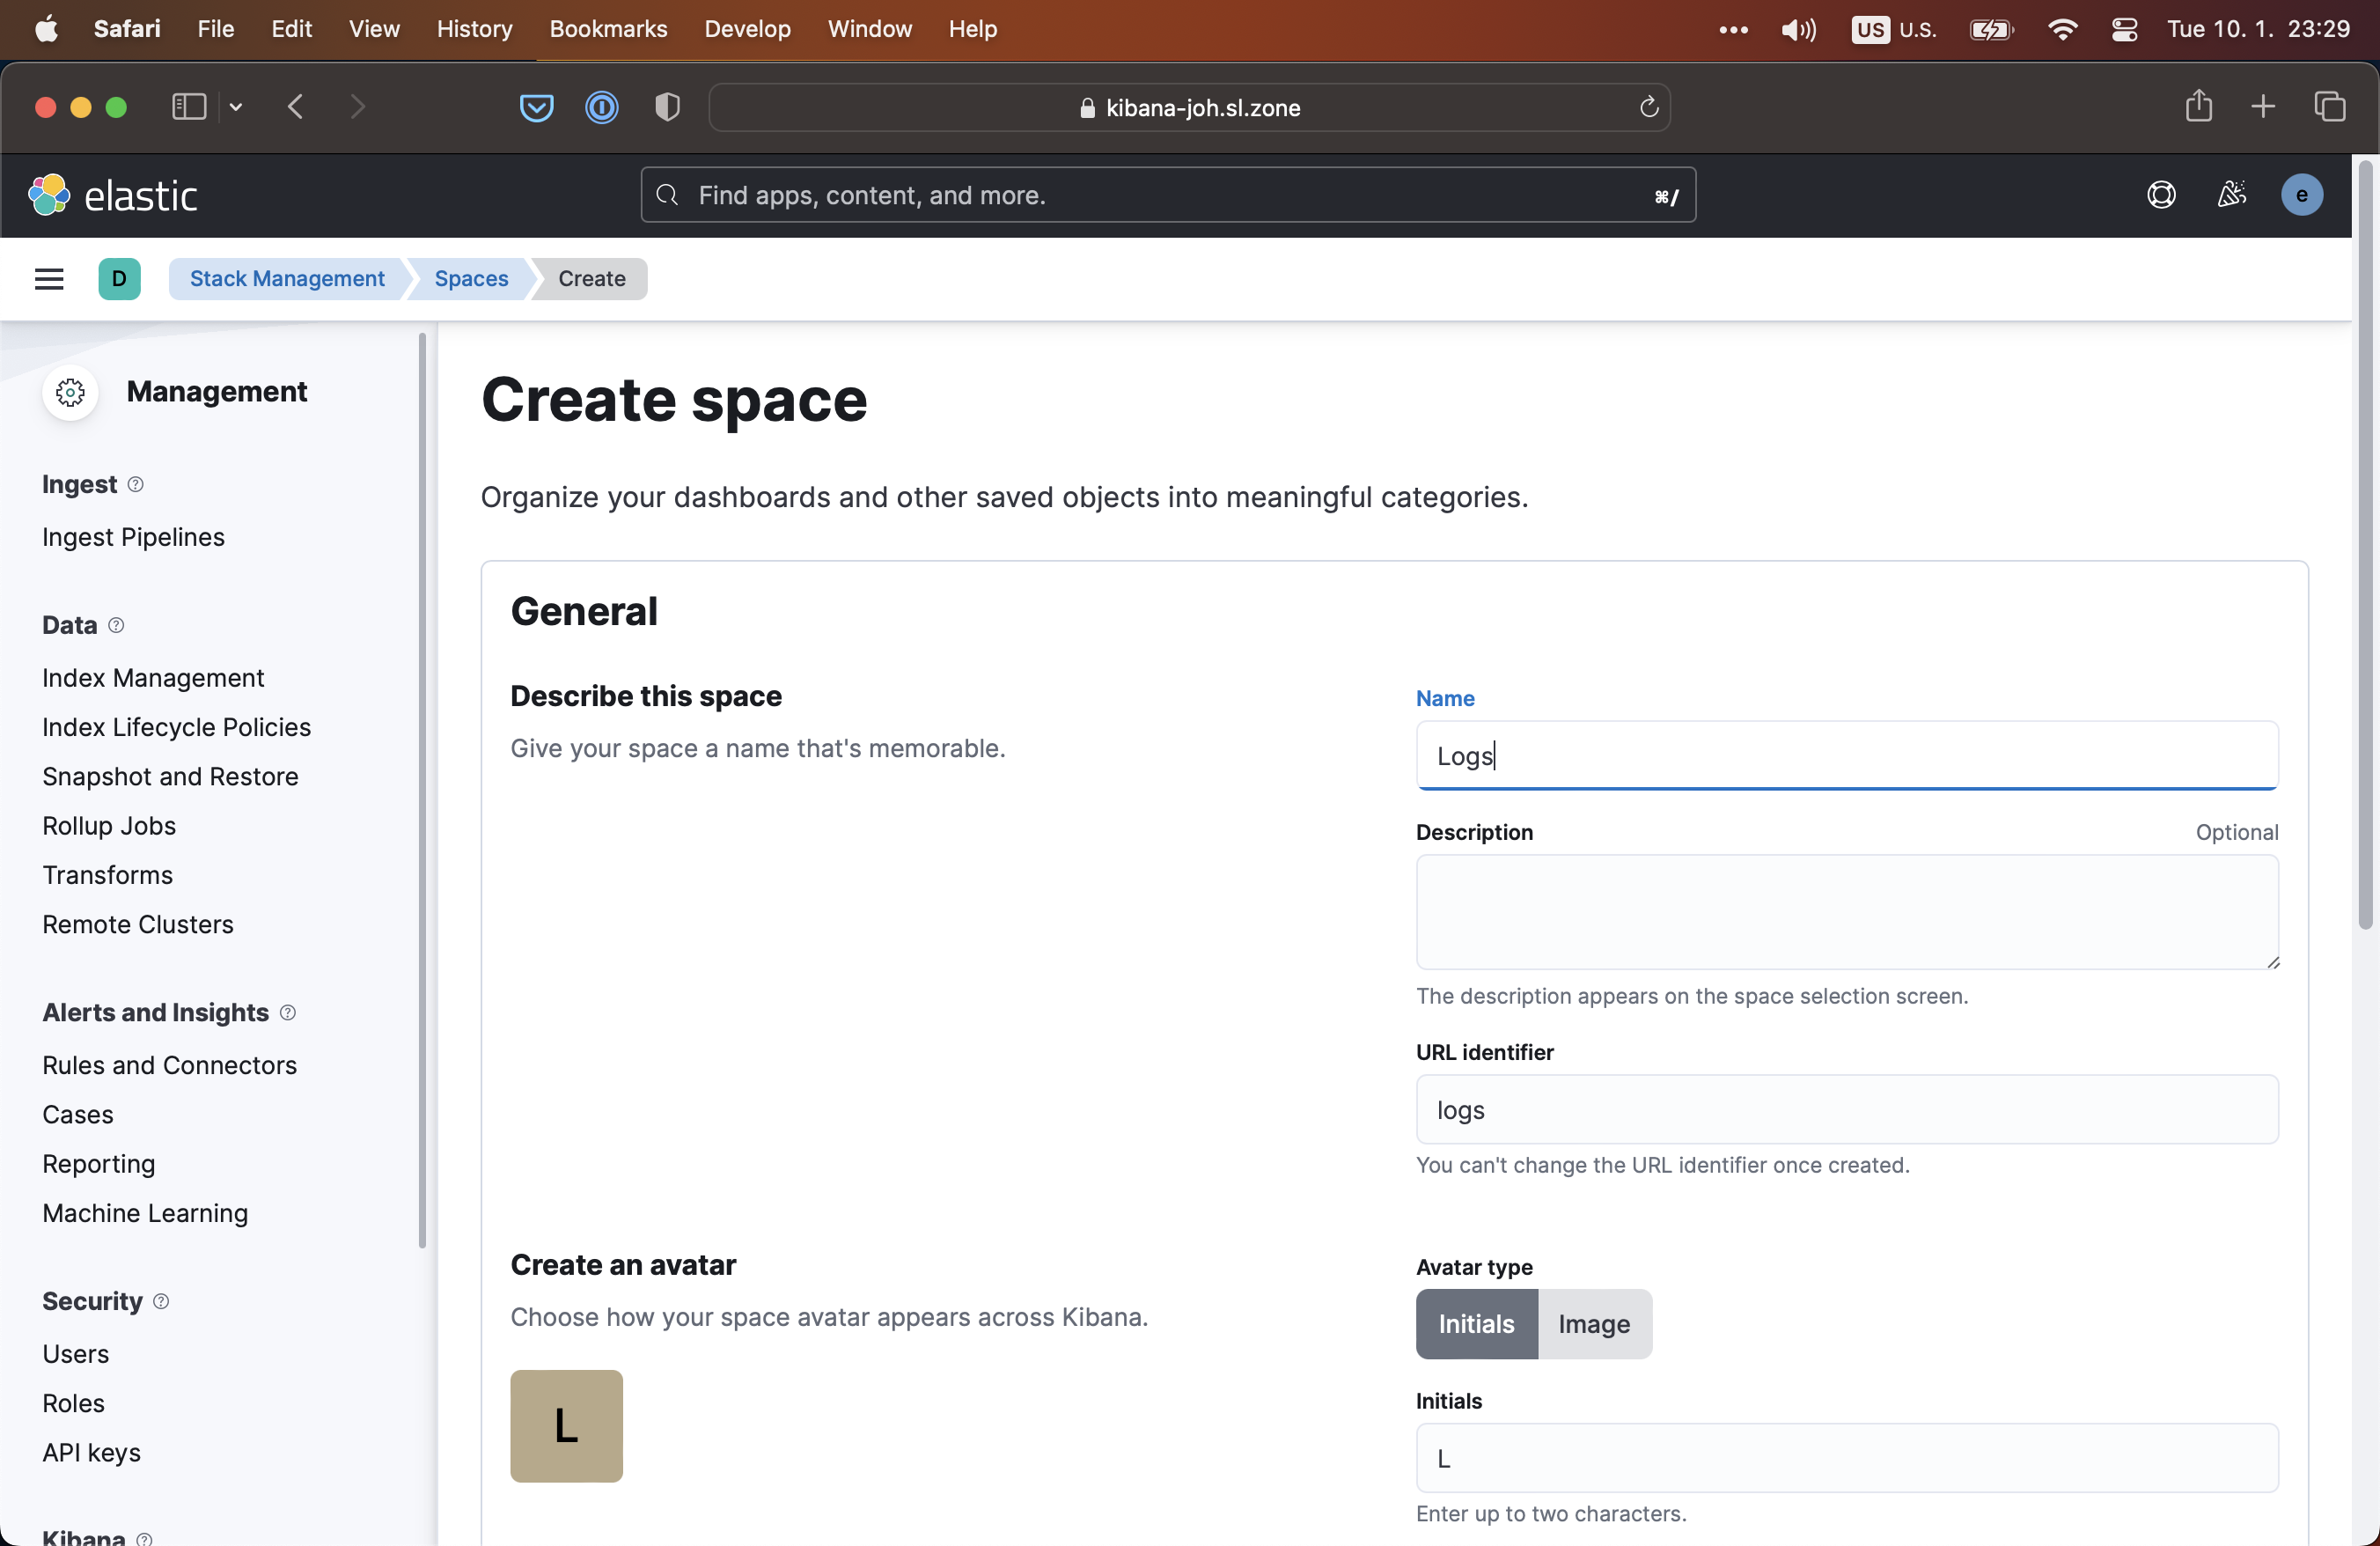 Safari File Edit View History Bookmarks Develop Window Help US U.S. Tue 10. 1. 23:29
kibana-joh.sl.zone
elastic Find apps, content, and more. ⌘/ e
D Stack Management Spaces Create
Management
Ingest
Ingest Pipelines
Data
Index Management
Index Lifecycle Policies
Snapshot and Restore
Rollup Jobs
Transforms
Remote Clusters
Alerts and Insights
Rules and Connectors
Cases
Reporting
Machine Learning
Security
Users
Roles
API keys
Kibana
Create space
Organize your dashboards and other saved objects into meaningful categories.
General
Describe this space
Give your space a name that's memorable.
Name
Logs
Description Optional
The description appears on the space selection screen.
URL identifier
logs
You can't change the URL identifier once created.
Create an avatar
Choose how your space avatar appears across Kibana.
L
Avatar type
Initials Image
Initials
L
Enter up to two characters.